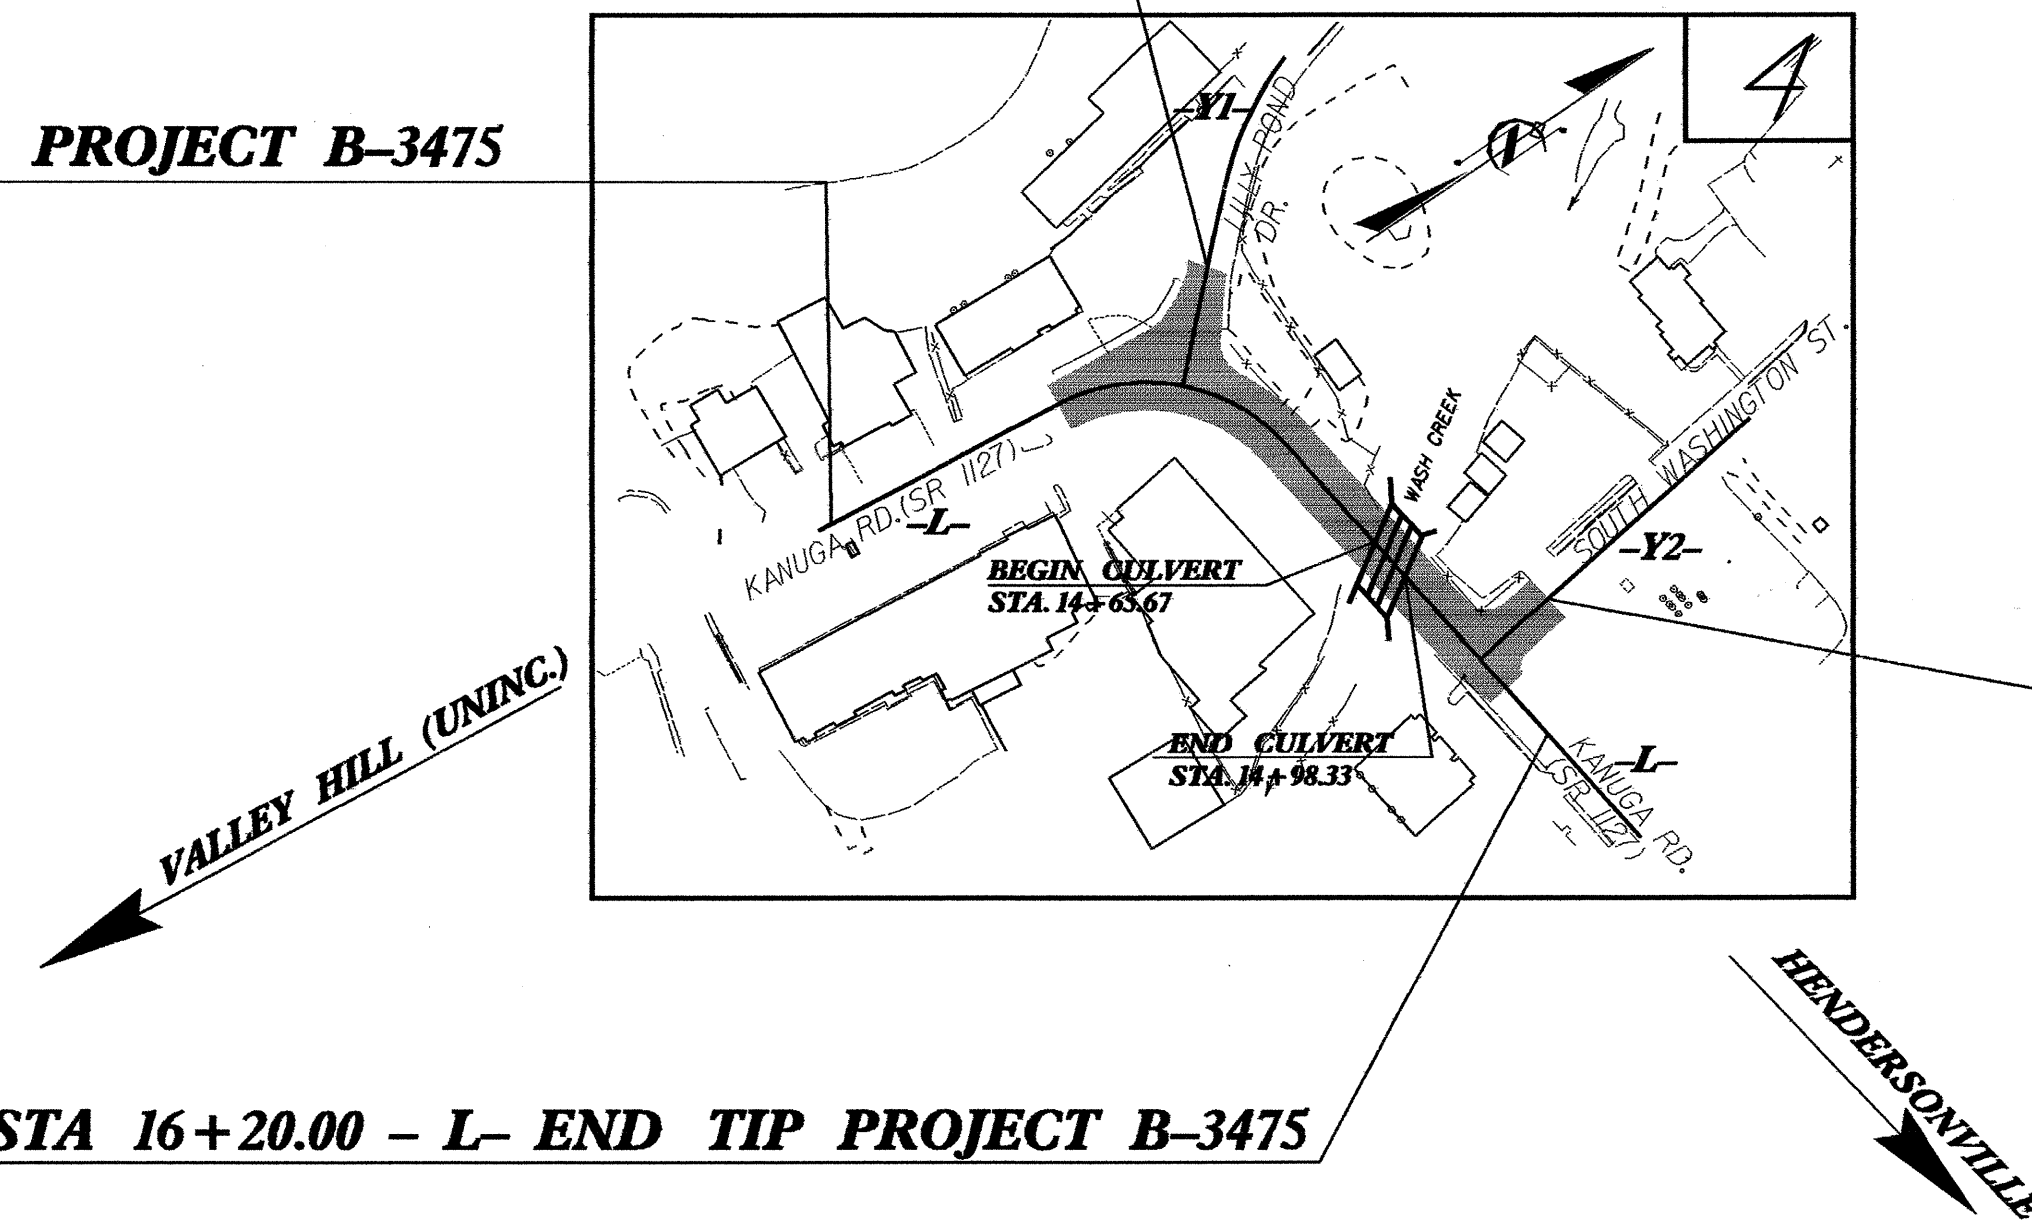 4
–Y1–
LILY POND
DR.
PROJECT B–3475
WASH CREEK
SOUTH WASHINGTON ST.
–Y2–
KANUGA RD. (SR 1127)
–L–
BEGIN CULVERT
STA. 14+65.67
VALLEY HILL (UNINC.)
END CULVERT
STA. 14+98.33
–L–
KANUGA RD.
(SR 1127)
HENDERSONVILLE
STA 16+20.00 – L– END TIP PROJECT B–3475